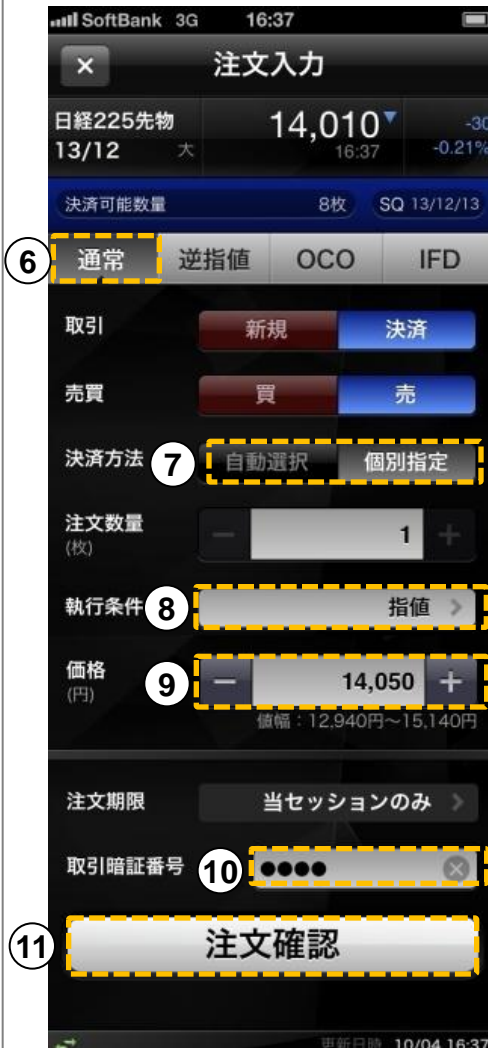 SoftBank 3G 16:37
× 注文入力
日経225先物 14,010▼ -30
13/12 大 16:37 -0.21%
決済可能数量 8枚 SQ 13/12/13
⑥ 通常 逆指値 OCO IFD
取引 新規 決済
売買 買 売
決済方法 ⑦ 自動選択 個別指定
注文数量 − 1 +
(枚)
執行条件 ⑧ 指値 >
価格 ⑨ − 14,050 +
(円)
値幅：12,940円～15,140円
注文期限 当セッションのみ >
取引暗証番号 ⑩ ●●●●
⑪ 注文確認
更新日時 10/04 16:37